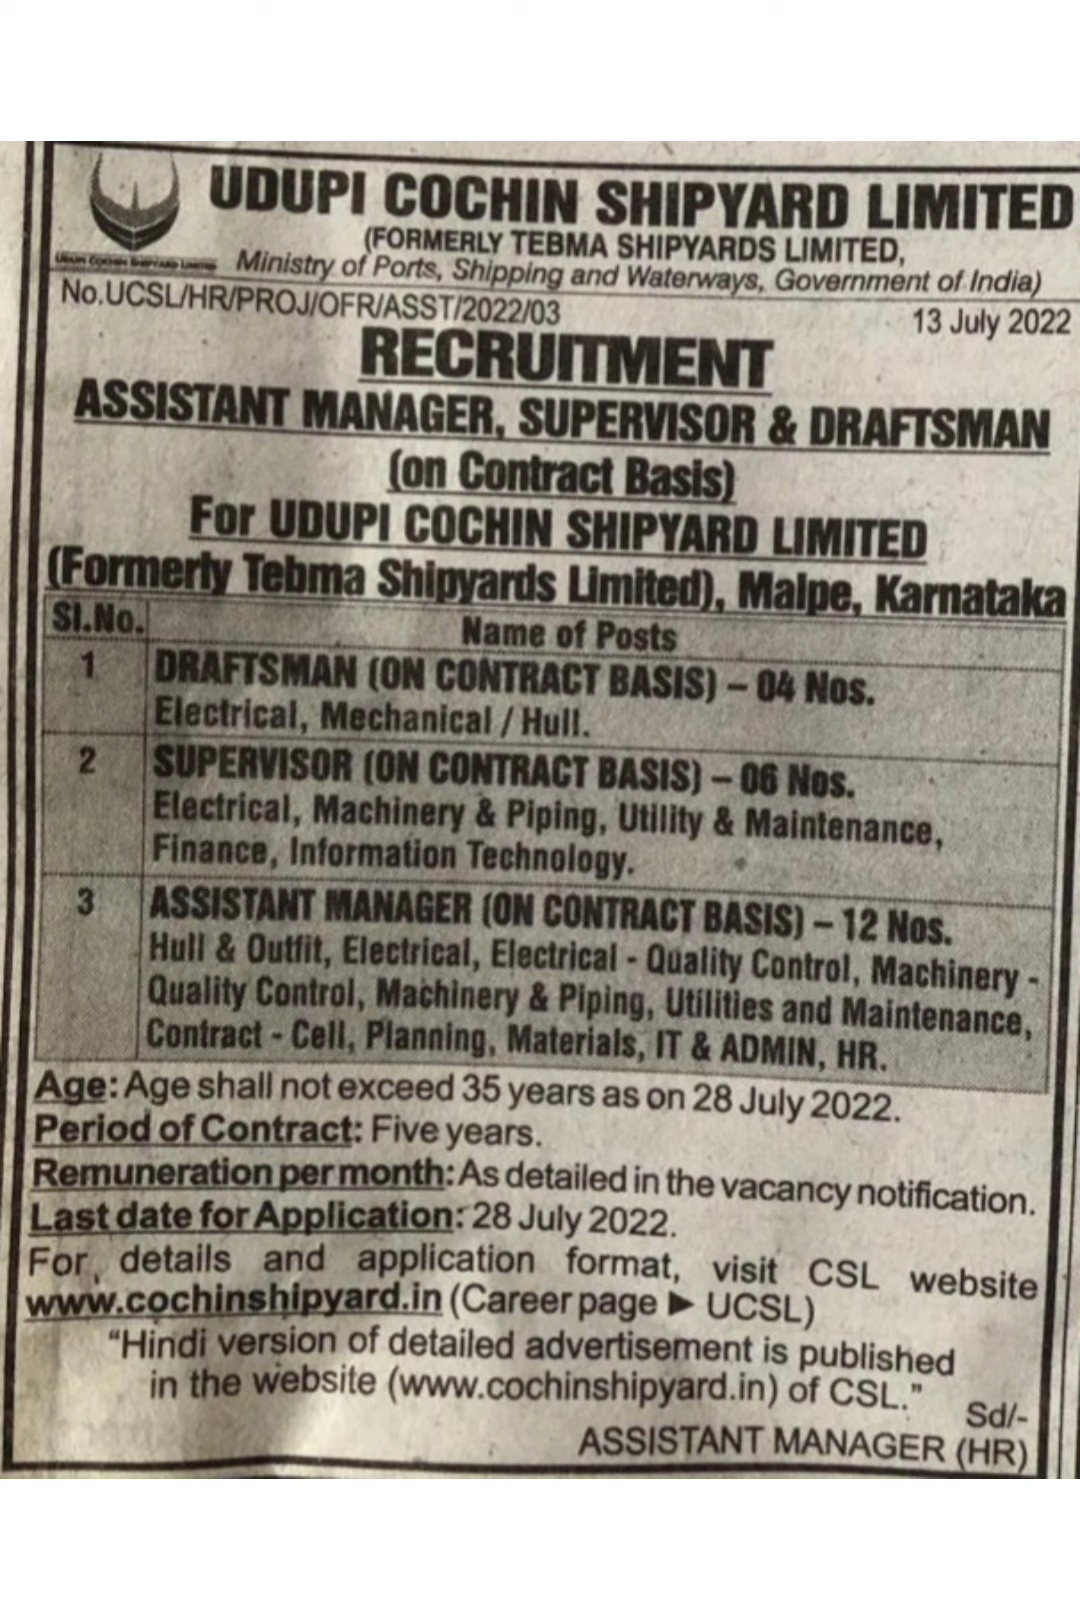 UDUPI COCHIN SHIPYARD LIMITED
(FORMERLY TEBMA SHIPYARDS LIMITED,
UDUPI COCHIN SHIPYARD LIMITED
Ministry of Ports, Shipping and Waterways, Government of India)
No.UCSL/HR/PROJ/OFR/ASST/2022/03
13 July 2022
RECRUITMENT
ASSISTANT MANAGER, SUPERVISOR & DRAFTSMAN
(on Contract Basis)
For UDUPI COCHIN SHIPYARD LIMITED
(Formerly Tebma Shipyards Limited), Malpe, Karnataka
Sl.No. Name of Posts
1 DRAFTSMAN (ON CONTRACT BASIS) – 04 Nos.
Electrical, Mechanical / Hull.
2 SUPERVISOR (ON CONTRACT BASIS) – 06 Nos.
Electrical, Machinery & Piping, Utility & Maintenance,
Finance, Information Technology.
3 ASSISTANT MANAGER (ON CONTRACT BASIS) – 12 Nos.
Hull & Outfit, Electrical, Electrical - Quality Control, Machinery -
Quality Control, Machinery & Piping, Utilities and Maintenance,
Contract - Cell, Planning, Materials, IT & ADMIN, HR.
Age: Age shall not exceed 35 years as on 28 July 2022.
Period of Contract: Five years.
Remuneration per month: As detailed in the vacancy notification.
Last date for Application: 28 July 2022.
For details and application format, visit CSL website
www.cochinshipyard.in (Career page ► UCSL)
“Hindi version of detailed advertisement is published
in the website (www.cochinshipyard.in) of CSL.”
Sd/-
ASSISTANT MANAGER (HR)